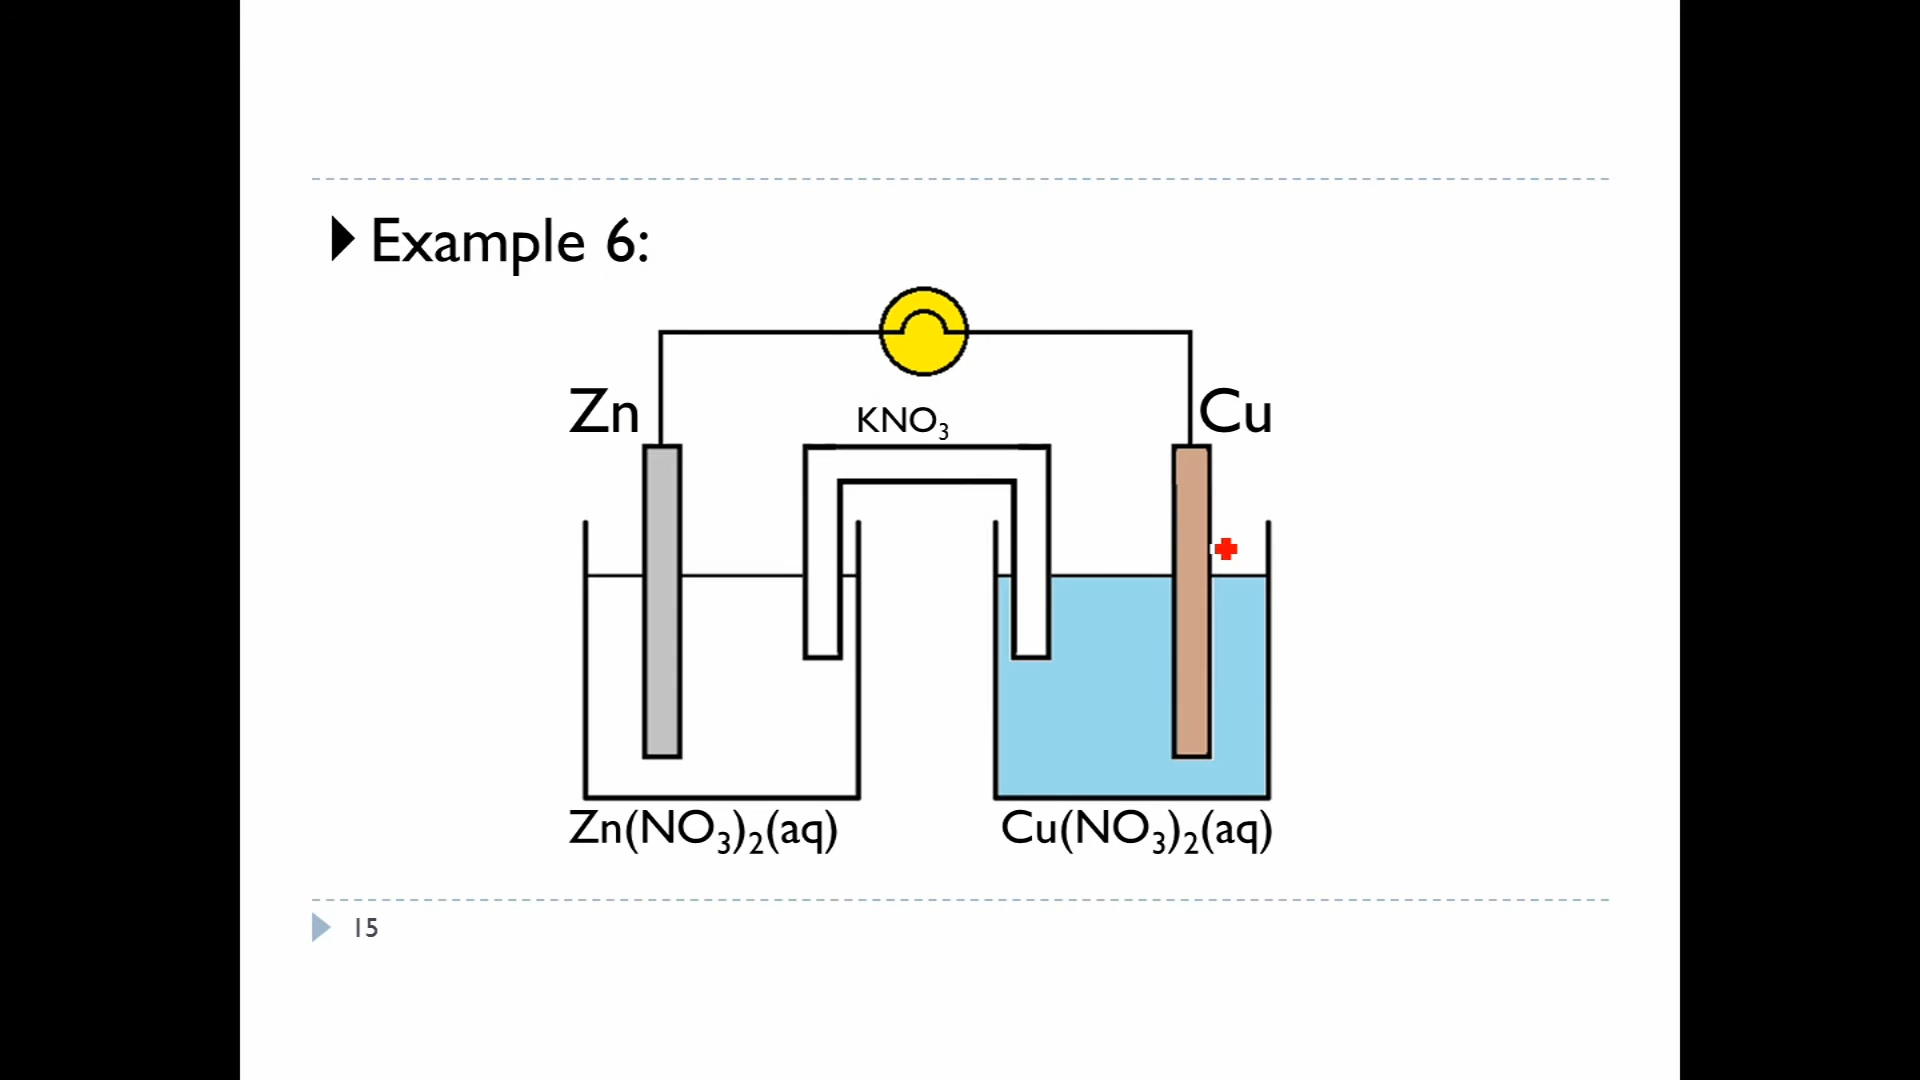 Example 6:
Zn
KNO₃
Cu
Zn(NO₃)₂(aq)
Cu(NO₃)₂(aq)
15